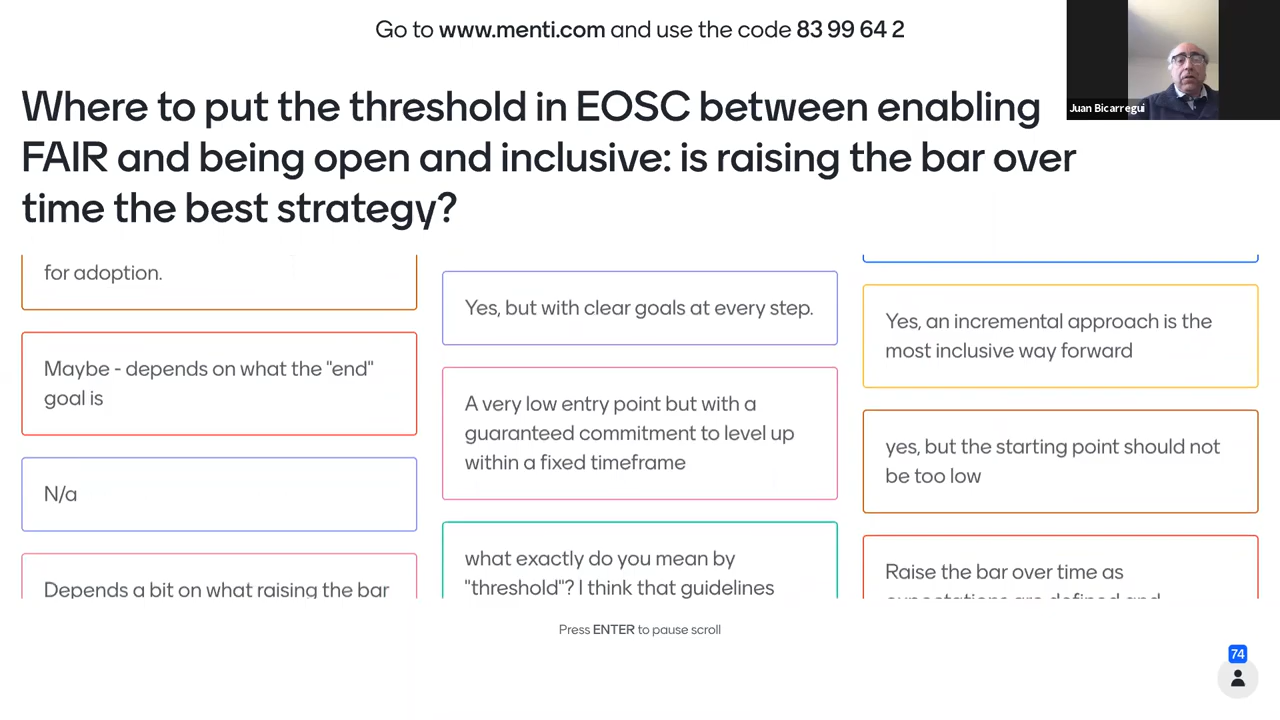 Go to www.menti.com and use the code 83 99 64 2
Juan Bicarregui
Where to put the threshold in EOSC between enabling
FAIR and being open and inclusive: is raising the bar over
time the best strategy?
for adoption.
Maybe - depends on what the "end"
goal is
N/a
Depends a bit on what raising the bar
Yes, but with clear goals at every step.
A very low entry point but with a
guaranteed commitment to level up
within a fixed timeframe
what exactly do you mean by
"threshold"? I think that guidelines
Yes, an incremental approach is the
most inclusive way forward
yes, but the starting point should not
be too low
Raise the bar over time as
expectations are defined and
Press ENTER to pause scroll
74